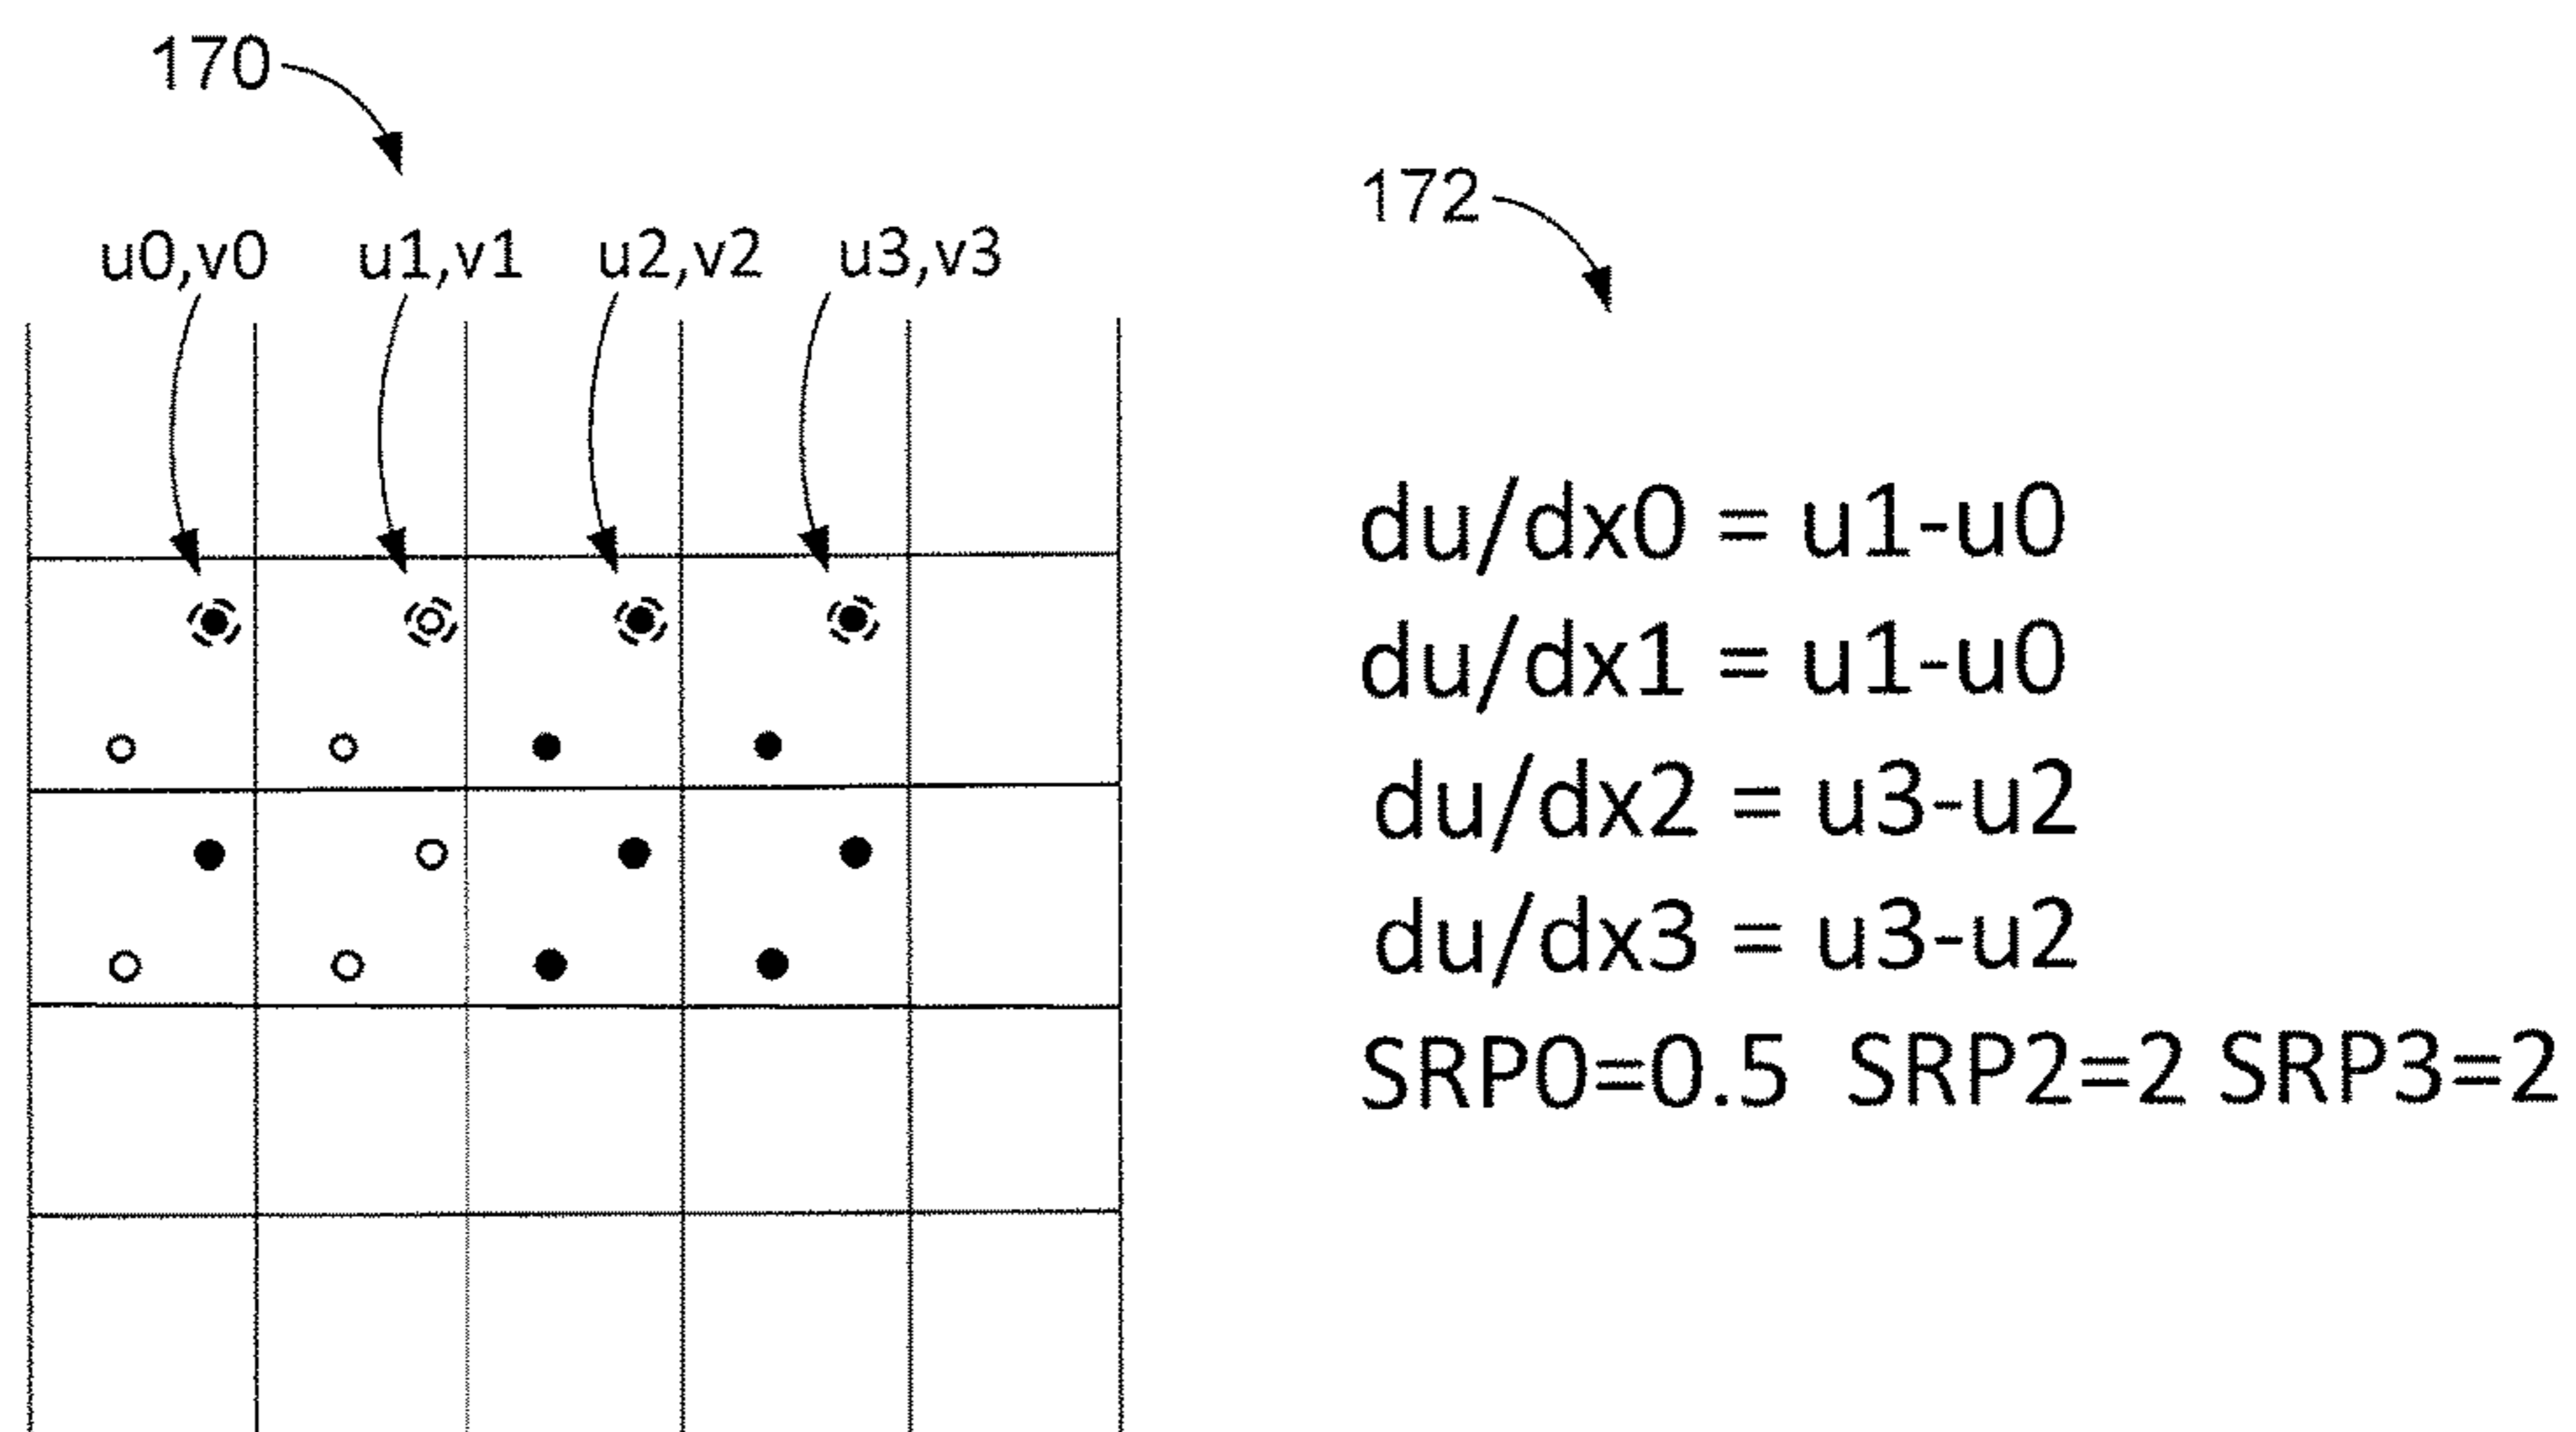 170
u0,v0 u1,v1 u2,v2 u3,v3
172
du/dx0 = u1-u0
du/dx1 = u1-u0
du/dx2 = u3-u2
du/dx3 = u3-u2
SRP0=0.5 SRP2=2 SRP3=2